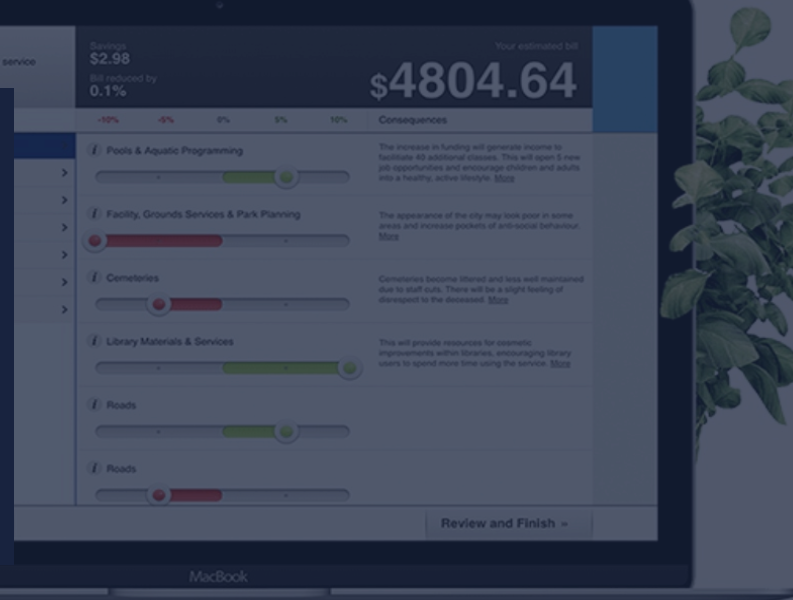 service
Savings
$2.98
Bill reduced by
0.1%
Your estimated bill
$4804.64
-10% -5% 0% 5% 10% Consequences
i Pools & Aquatic Programming
The increase in funding will generate income to
facilitate 49 additional classes. This will open 5 new
job opportunities and encourage children and adults
into a healthy, active lifestyle. More
i Facility, Grounds Services & Park Planning
The appearance of the city may look poor in some
areas and increase pockets of anti-social behaviour.
More
i Cemeteries
Cemeteries become littered and less well maintained
due to staff cuts. There will be a slight feeling of
disrespect to the deceased. More
i Library Materials & Services
This will provide resources for cosmetic
improvements within libraries, encouraging library
users to spend more time using the service. More
i Roads
i Roads
Review and Finish »
MacBook